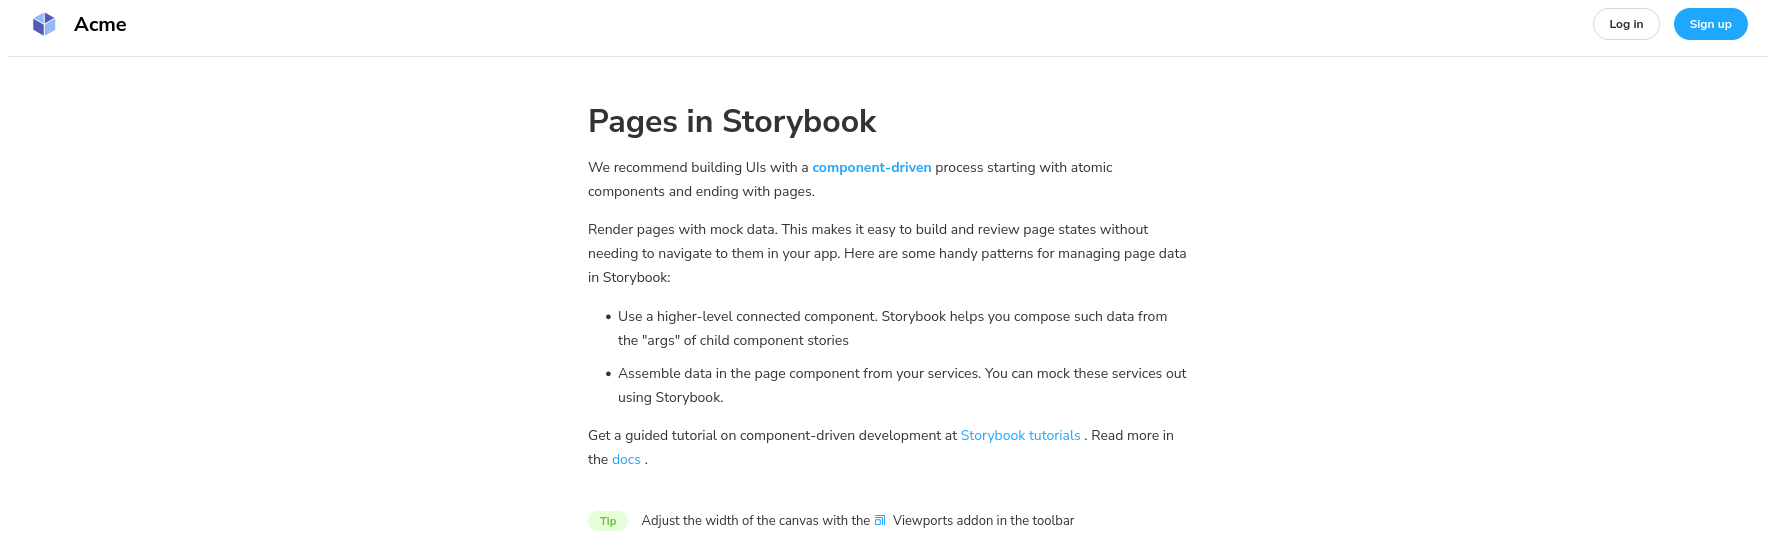 Acme
Log in
Sign up
Pages in Storybook
We recommend building UIs with a component-driven process starting with atomic
components and ending with pages.
Render pages with mock data. This makes it easy to build and review page states without
needing to navigate to them in your app. Here are some handy patterns for managing page data
in Storybook:
• Use a higher-level connected component. Storybook helps you compose such data from
the "args" of child component stories
• Assemble data in the page component from your services. You can mock these services out
using Storybook.
Get a guided tutorial on component-driven development at Storybook tutorials . Read more in
the docs .
Tip Adjust the width of the canvas with the Viewports addon in the toolbar